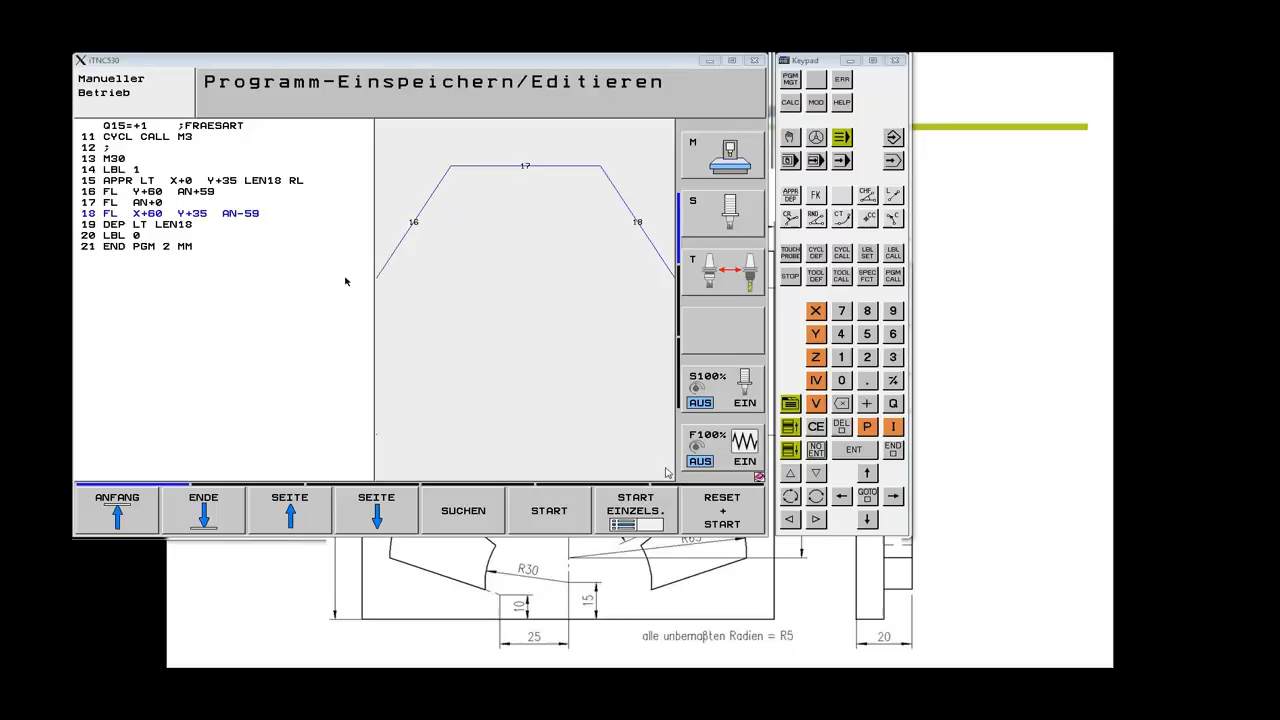 iTNC530
Manueller
Betrieb
Programm-Einspeichern/Editieren
Q15=+1 ;FRAESART
11 CYCL CALL M3
12 ;
13 M30
14 LBL 1
15 APPR LT X+0 Y+35 LEN18 RL
16 FL Y+60 AN+59
17 FL AN+0
18 FL X+60 Y+35 AN-59
19 DEP LT LEN18
20 LBL 0
21 END PGM 2 MM
17
16
18
M
S
T
S100%
AUS EIN
F100%
AUS EIN
ANFANG
ENDE
SEITE
SEITE
SUCHEN
START
START
EINZELS.
RESET
+
START
Keypad
PGM
MGT
ERR
CALC
MOD
HELP
APPR
DEP
FK
CHF
L
CR
RND
CT
CC
C
TOUCH
PROBE
CYCL
DEF
CYCL
CALL
LBL
SET
LBL
CALL
STOP
TOOL
DEF
TOOL
CALL
SPEC
FCT
PGM
CALL
X 7 8 9
Y 4 5 6
Z 1 2 3
IV 0 . +/-
V + Q
CE DEL P I
NO
ENT
ENT
END
GOTO
R30
10
15
25
alle unbemaßten Radien = R5
20